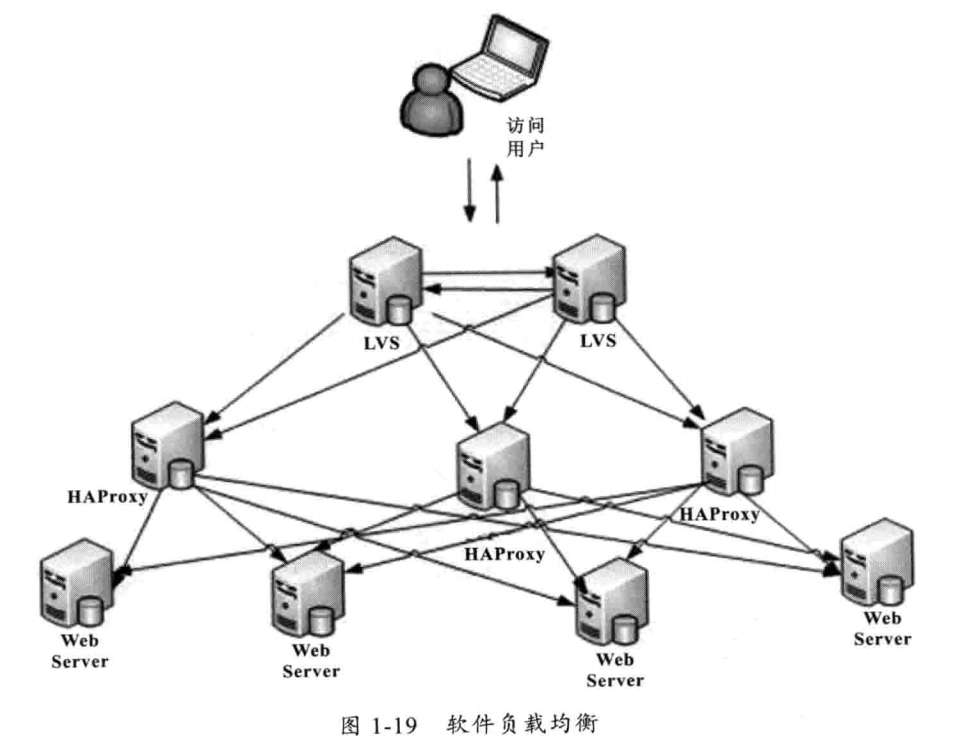 访问
用户
LVS
LVS
HAProxy
HAProxy
HAProxy
Web
Server
Web
Server
Web
Server
Web
Server
图 1-19 软件负载均衡